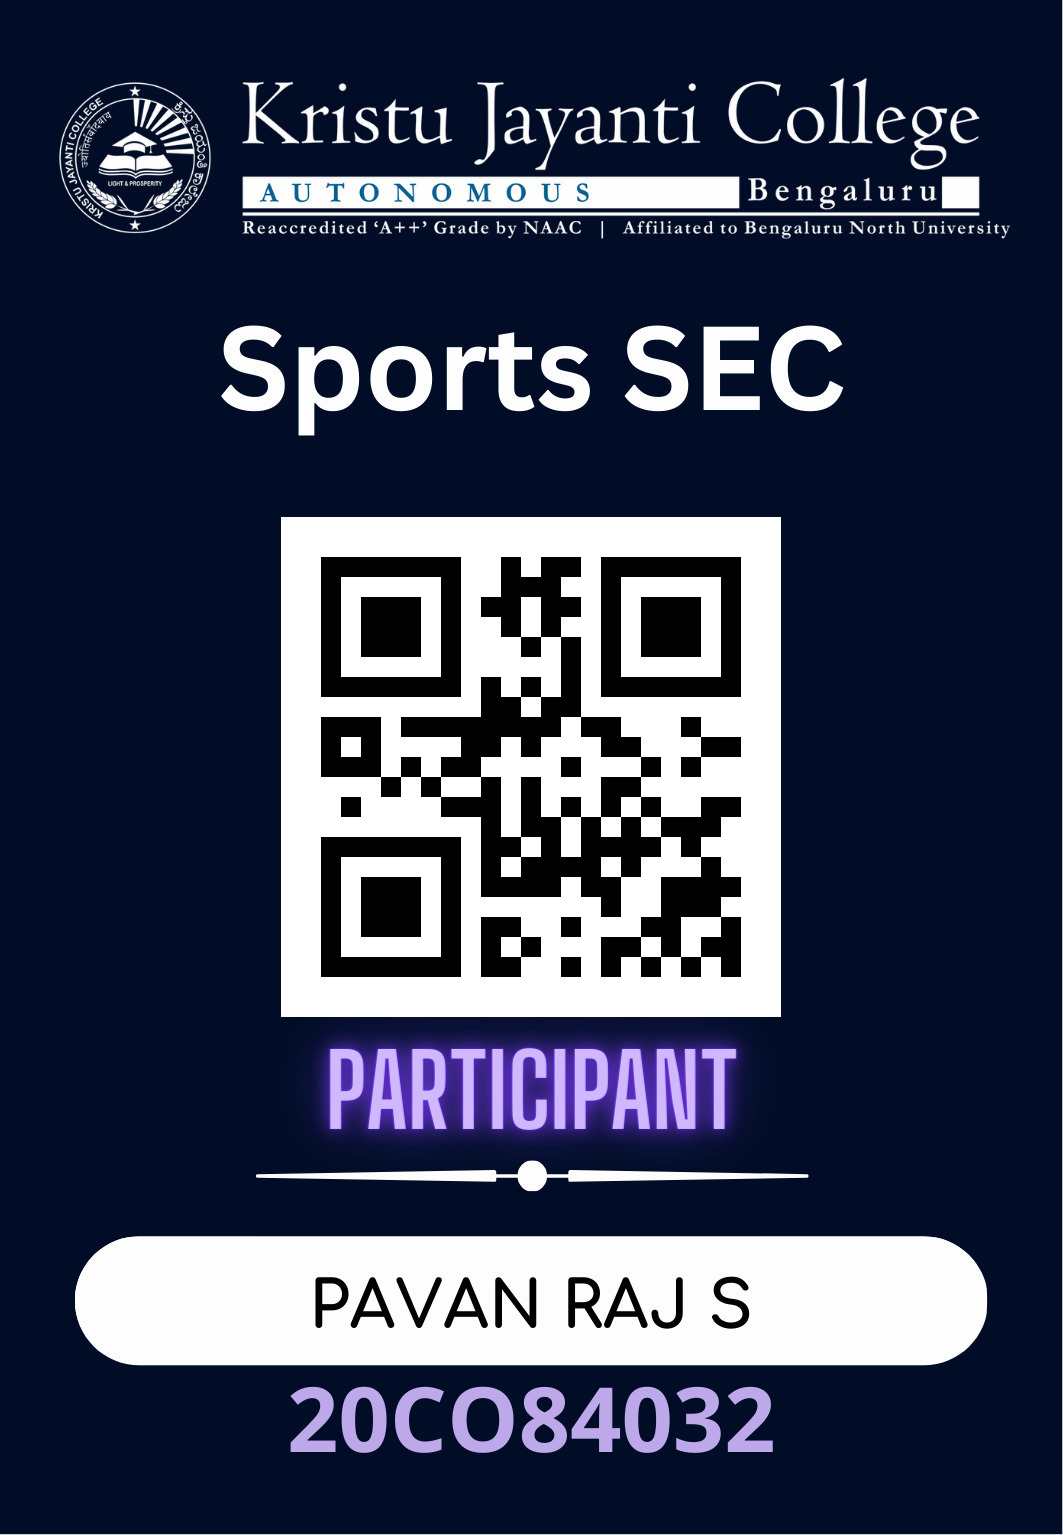 KRISTU JAYANTI COLLEGE
LIGHT & PROSPERITY
Kristu Jayanti College
AUTONOMOUS Bengaluru
Reaccredited ‘A++’ Grade by NAAC | Affiliated to Bengaluru North University
Sports SEC
PARTICIPANT
PAVAN RAJ S
20CO84032